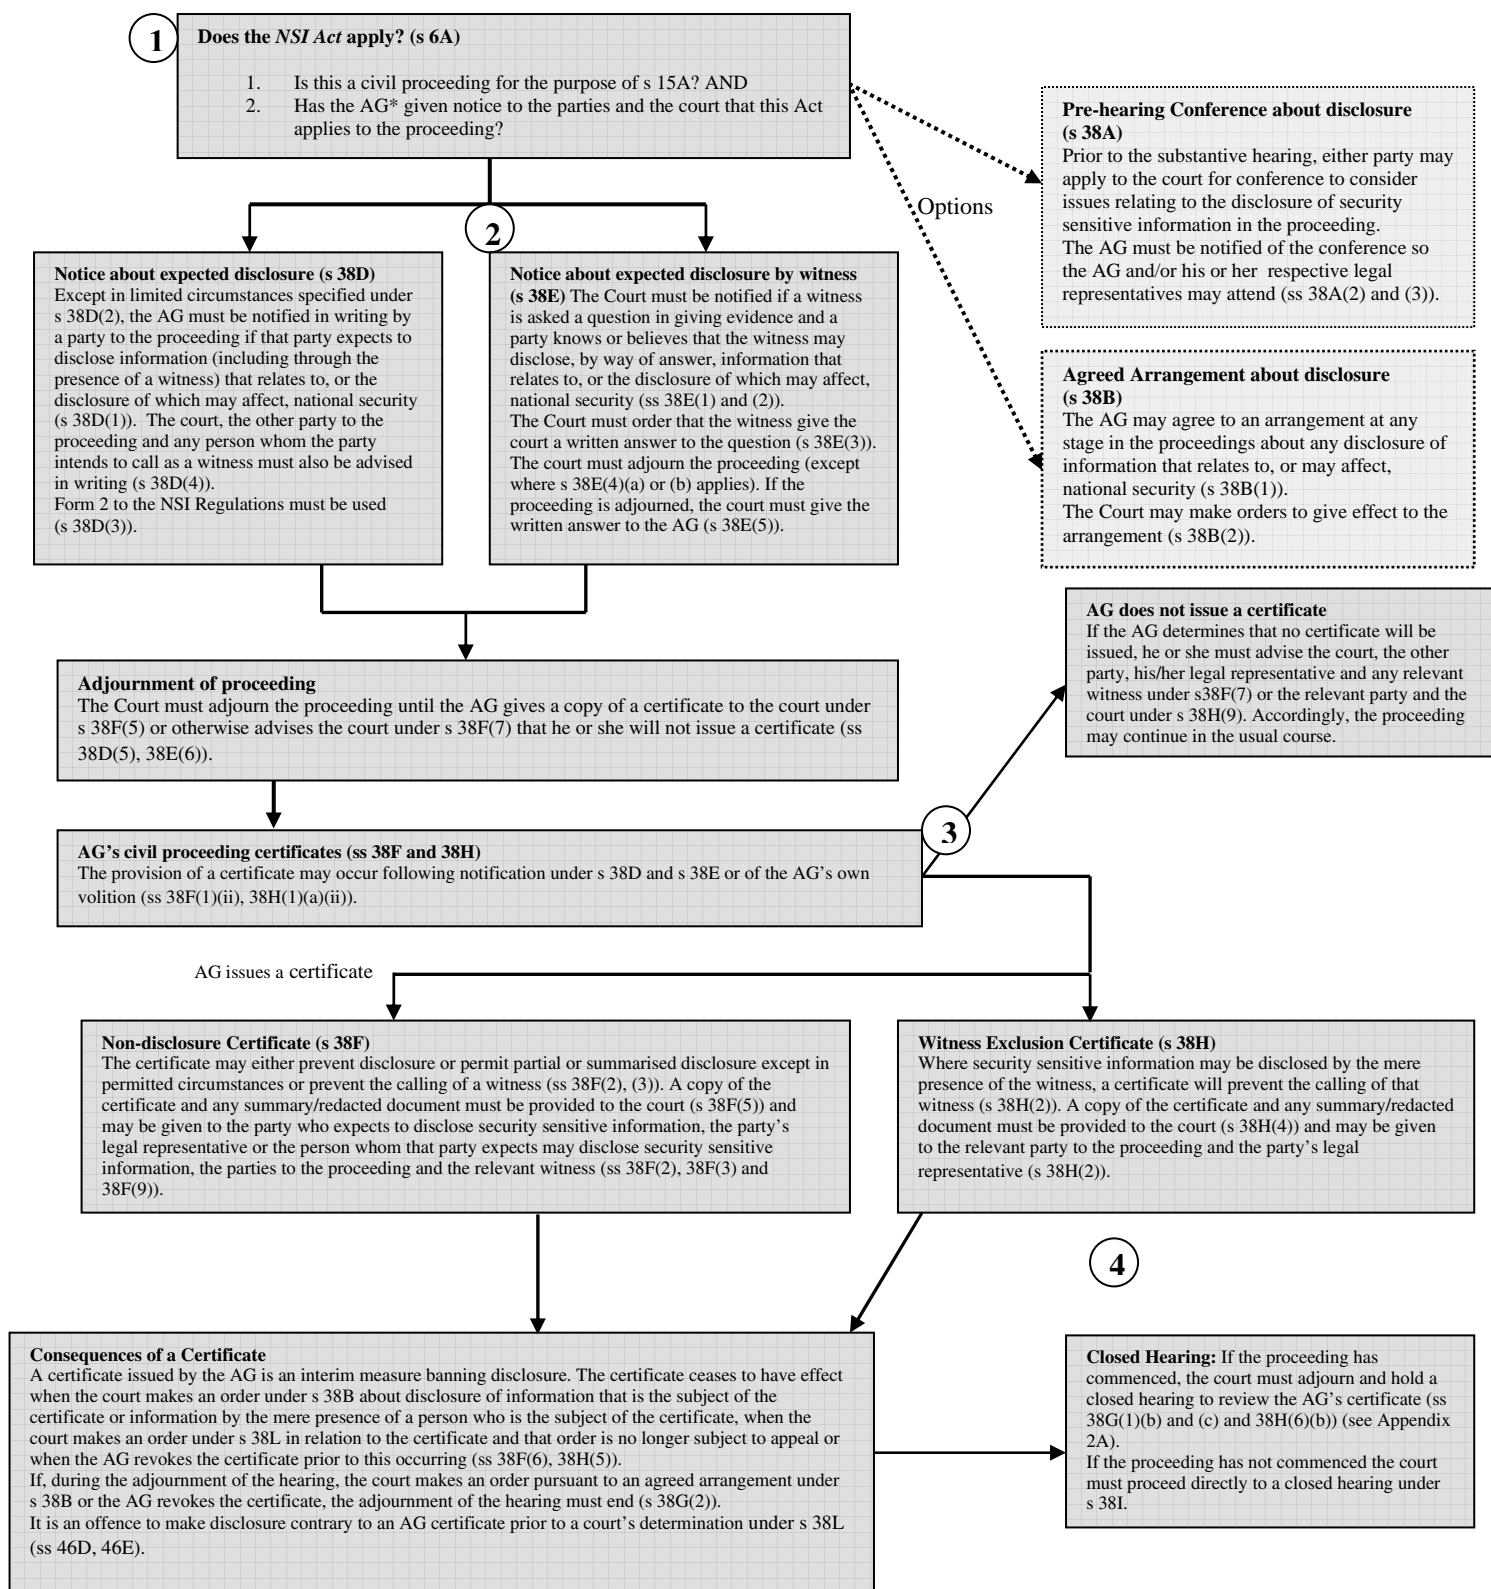 1
Does the NSI Act apply? (s 6A)
1. Is this a civil proceeding for the purpose of s 15A? AND
2. Has the AG* given notice to the parties and the court that this Act
applies to the proceeding?
Options
Pre-hearing Conference about disclosure
(s 38A)
Prior to the substantive hearing, either party may
apply to the court for conference to consider
issues relating to the disclosure of security
sensitive information in the proceeding.
The AG must be notified of the conference so
the AG and/or his or her respective legal
representatives may attend (ss 38A(2) and (3)).
Agreed Arrangement about disclosure
(s 38B)
The AG may agree to an arrangement at any
stage in the proceedings about any disclosure of
information that relates to, or may affect,
national security (s 38B(1)).
The Court may make orders to give effect to the
arrangement (s 38B(2)).
2
Notice about expected disclosure (s 38D)
Except in limited circumstances specified under
s 38D(2), the AG must be notified in writing by
a party to the proceeding if that party expects to
disclose information (including through the
presence of a witness) that relates to, or the
disclosure of which may affect, national security
(s 38D(1)). The court, the other party to the
proceeding and any person whom the party
intends to call as a witness must also be advised
in writing (s 38D(4)).
Form 2 to the NSI Regulations must be used
(s 38D(3)).
Notice about expected disclosure by witness
(s 38E) The Court must be notified if a witness
is asked a question in giving evidence and a
party knows or believes that the witness may
disclose, by way of answer, information that
relates to, or the disclosure of which may affect,
national security (ss 38E(1) and (2)).
The Court must order that the witness give the
court a written answer to the question (s 38E(3)).
The court must adjourn the proceeding (except
where s 38E(4)(a) or (b) applies). If the
proceeding is adjourned, the court must give the
written answer to the AG (s 38E(5)).
Adjournment of proceeding
The Court must adjourn the proceeding until the AG gives a copy of a certificate to the court under
s 38F(5) or otherwise advises the court under s 38F(7) that he or she will not issue a certificate (ss
38D(5), 38E(6)).
AG does not issue a certificate
If the AG determines that no certificate will be
issued, he or she must advise the court, the other
party, his/her legal representative and any relevant
witness under s38F(7) or the relevant party and the
court under s 38H(9). Accordingly, the proceeding
may continue in the usual course.
3
AG's civil proceeding certificates (ss 38F and 38H)
The provision of a certificate may occur following notification under s 38D and s 38E or of the AG's own
volition (ss 38F(1)(ii), 38H(1)(a)(ii)).
AG issues a certificate
Non-disclosure Certificate (s 38F)
The certificate may either prevent disclosure or permit partial or summarised disclosure except in
permitted circumstances or prevent the calling of a witness (ss 38F(2), (3)). A copy of the
certificate and any summary/redacted document must be provided to the court (s 38F(5)) and
may be given to the party who expects to disclose security sensitive information, the party's
legal representative or the person whom that party expects may disclose security sensitive
information, the parties to the proceeding and the relevant witness (ss 38F(2), 38F(3) and
38F(9)).
Witness Exclusion Certificate (s 38H)
Where security sensitive information may be disclosed by the mere
presence of the witness, a certificate will prevent the calling of that
witness (s 38H(2)). A copy of the certificate and any summary/redacted
document must be provided to the court (s 38H(4)) and may be given
to the relevant party to the proceeding and the party's legal
representative (s 38H(2)).
4
Consequences of a Certificate
A certificate issued by the AG is an interim measure banning disclosure. The certificate ceases to have effect
when the court makes an order under s 38B about disclosure of information that is the subject of the
certificate or information by the mere presence of a person who is the subject of the certificate, when the
court makes an order under s 38L in relation to the certificate and that order is no longer subject to appeal or
when the AG revokes the certificate prior to this occurring (ss 38F(6), 38H(5)).
If, during the adjournment of the hearing, the court makes an order pursuant to an agreed arrangement under
s 38B or the AG revokes the certificate, the adjournment of the hearing must end (s 38G(2)).
It is an offence to make disclosure contrary to an AG certificate prior to a court's determination under s 38L
(ss 46D, 46E).
Closed Hearing: If the proceeding has
commenced, the court must adjourn and hold a
closed hearing to review the AG's certificate (ss
38G(1)(b) and (c) and 38H(6)(b)) (see Appendix
2A).
If the proceeding has not commenced the court
must proceed directly to a closed hearing under
s 38I.